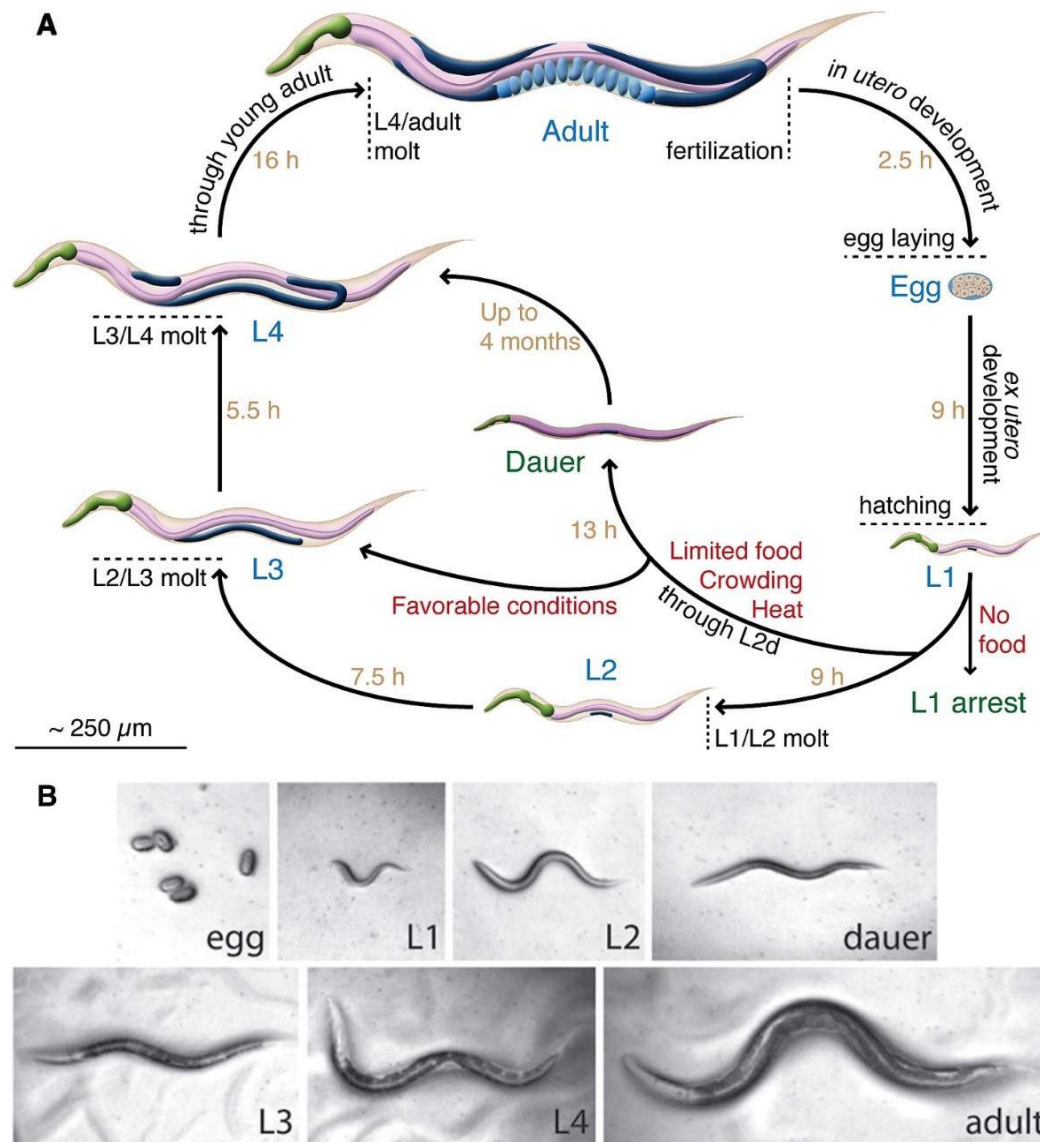 A
through young adult
16 h
L4/adult
molt
Adult
fertilization
in utero development
2.5 h
egg laying
Egg
L3/L4 molt
L4
Up to
4 months
5.5 h
9 h
ex utero
development
Dauer
hatching
13 h
L1
L2/L3 molt
L3
Favorable conditions
Limited food
Crowding
Heat
through L2d
No
food
7.5 h
L2
9 h
L1 arrest
~ 250 µm
L1/L2 molt
B
egg
L1
L2
dauer
L3
L4
adult